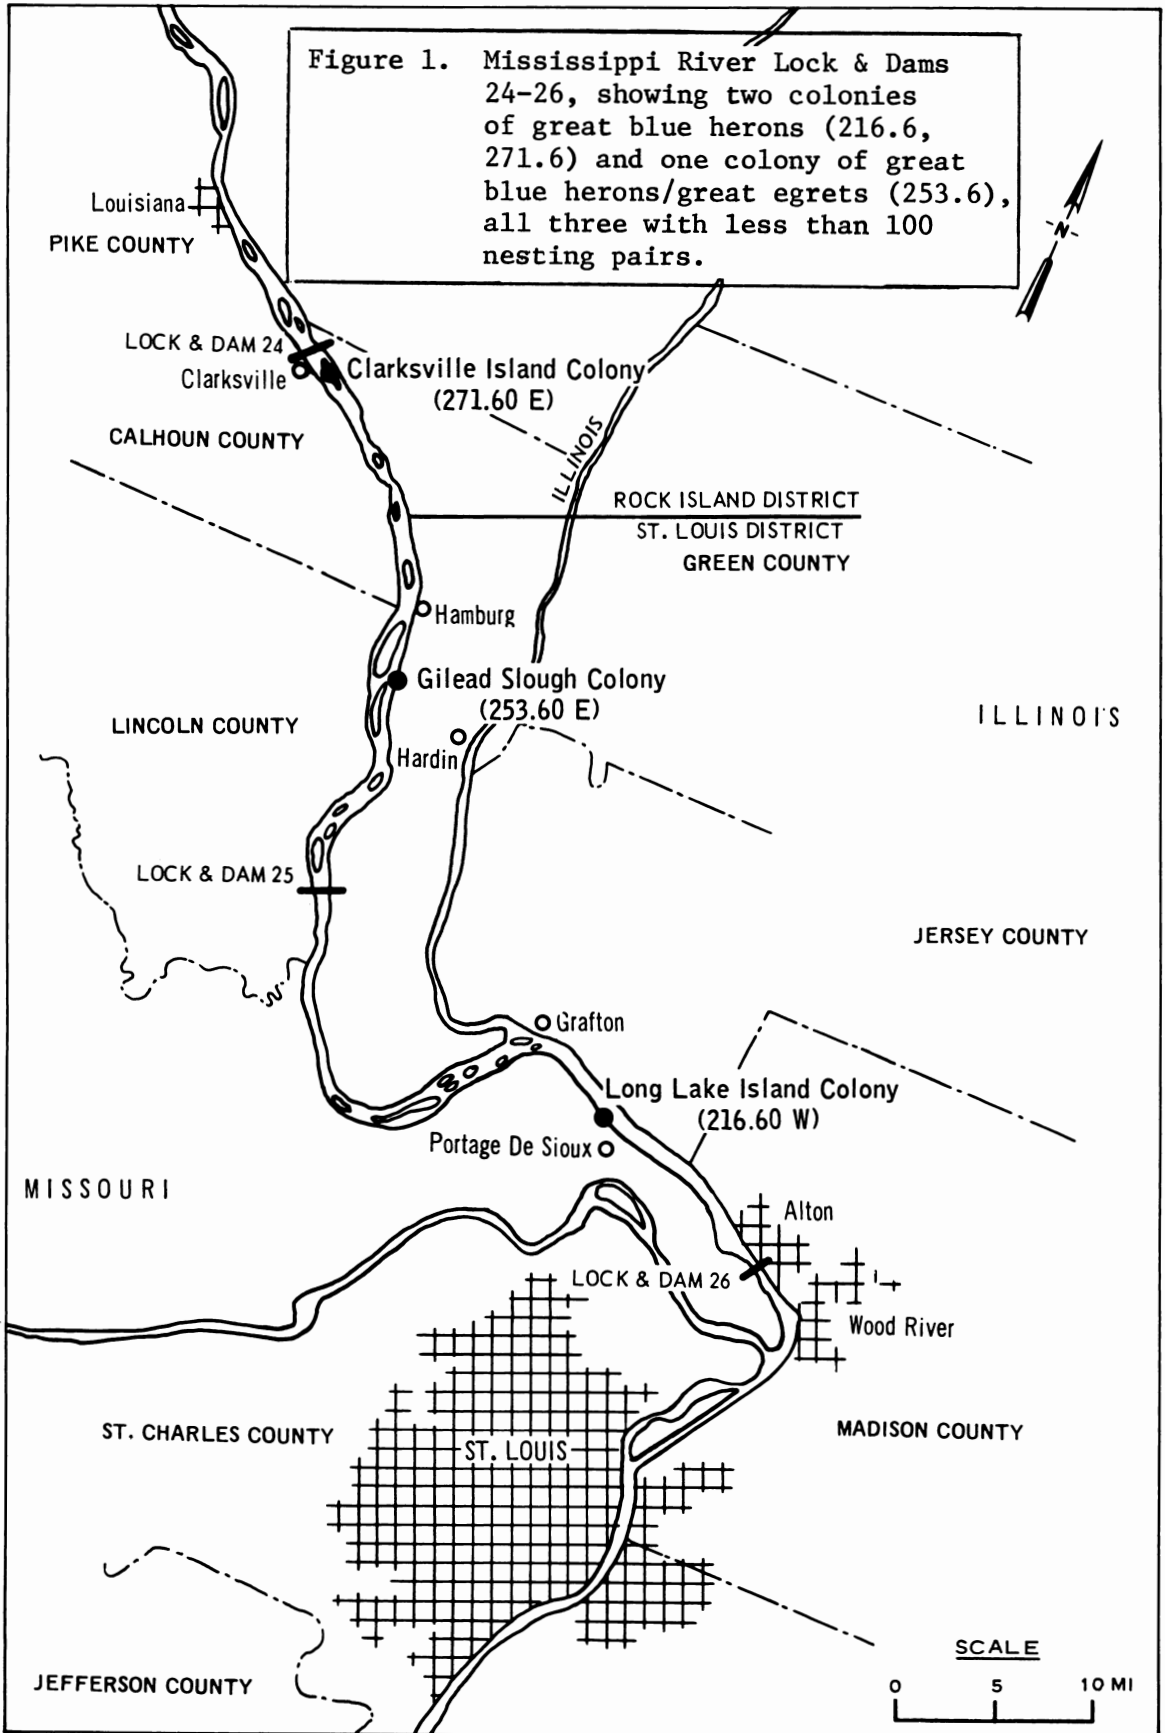 Figure 1. Mississippi River Lock & Dams
24-26, showing two colonies
of great blue herons (216.6,
271.6) and one colony of great
blue herons/great egrets (253.6),
all three with less than 100
nesting pairs.
Louisiana
PIKE COUNTY
N
LOCK & DAM 24
Clarksville
Clarksville Island Colony
(271.60 E)
CALHOUN COUNTY
ILLINOIS
ROCK ISLAND DISTRICT
ST. LOUIS DISTRICT
GREEN COUNTY
Hamburg
Gilead Slough Colony
(253.60 E)
LINCOLN COUNTY
ILLINOIS
Hardin
LOCK & DAM 25
JERSEY COUNTY
Grafton
Long Lake Island Colony
(216.60 W)
Portage De Sioux
MISSOURI
Alton
LOCK & DAM 26
Wood River
ST. CHARLES COUNTY
MADISON COUNTY
ST. LOUIS
SCALE
JEFFERSON COUNTY
0 5 10 MI